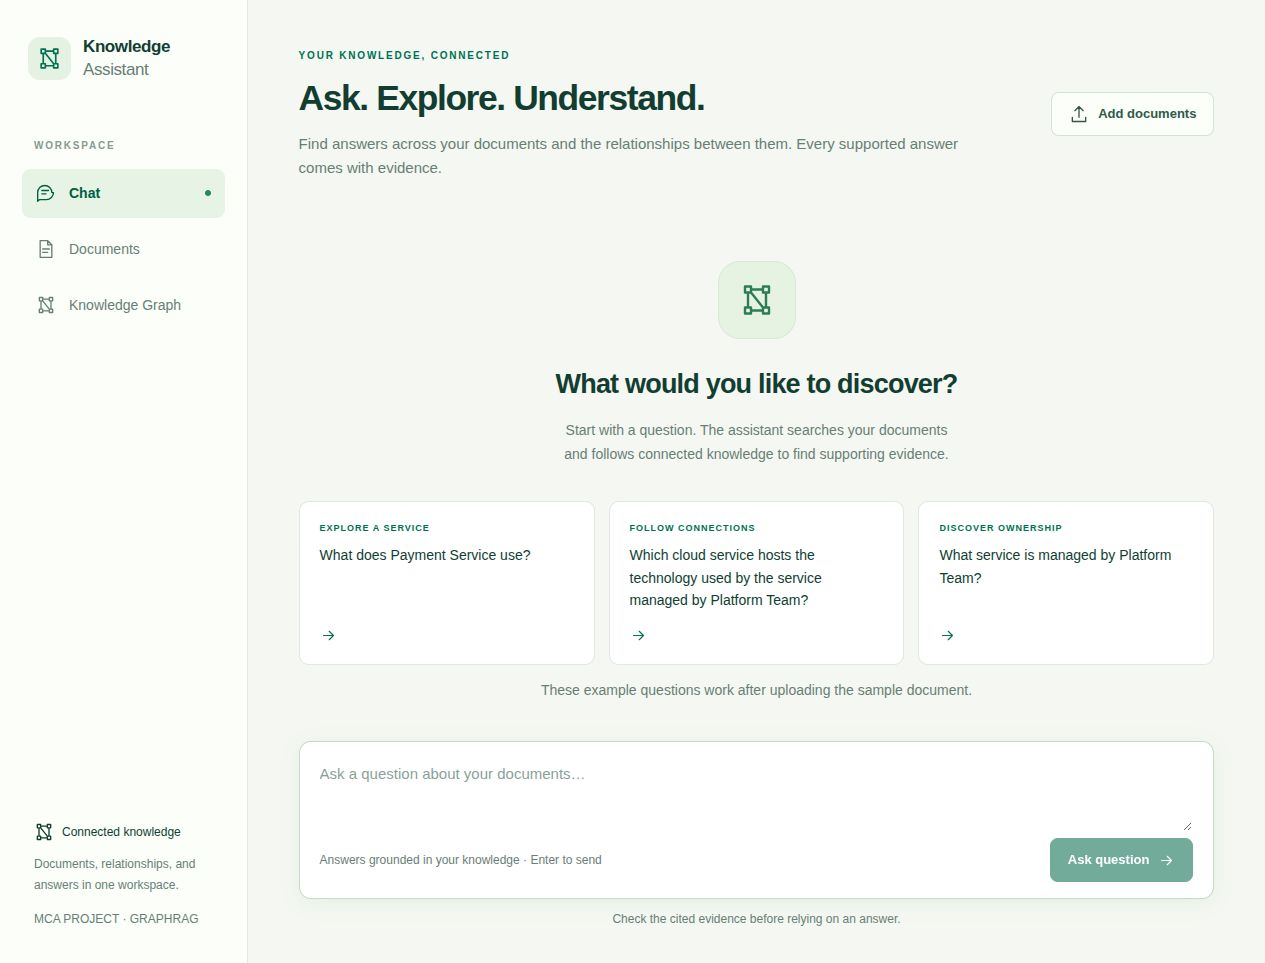 Knowledge
Assistant
WORKSPACE
Chat
Documents
Knowledge Graph
Connected knowledge
Documents, relationships, and
answers in one workspace.
MCA PROJECT · GRAPHRAG
YOUR KNOWLEDGE, CONNECTED
Ask. Explore. Understand.
Find answers across your documents and the relationships between them. Every supported answer
comes with evidence.
Add documents
What would you like to discover?
Start with a question. The assistant searches your documents
and follows connected knowledge to find supporting evidence.
EXPLORE A SERVICE
What does Payment Service use?
FOLLOW CONNECTIONS
Which cloud service hosts the
technology used by the service
managed by Platform Team?
DISCOVER OWNERSHIP
What service is managed by Platform
Team?
These example questions work after uploading the sample document.
Ask a question about your documents…
Answers grounded in your knowledge · Enter to send
Ask question
Check the cited evidence before relying on an answer.